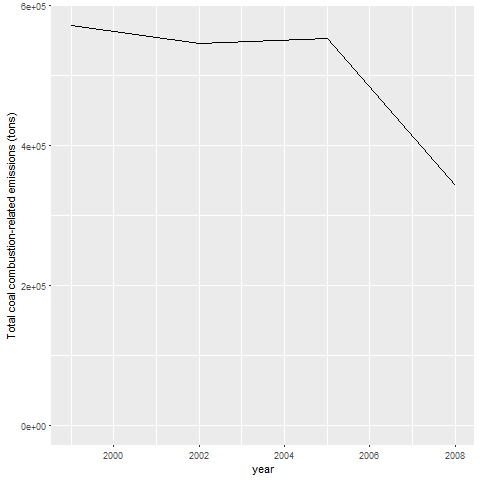 6e+05
4e+05
2e+05
0e+00
Total coal combustion-related emissions (tons)
2000 2002 2004 2006 2008
year